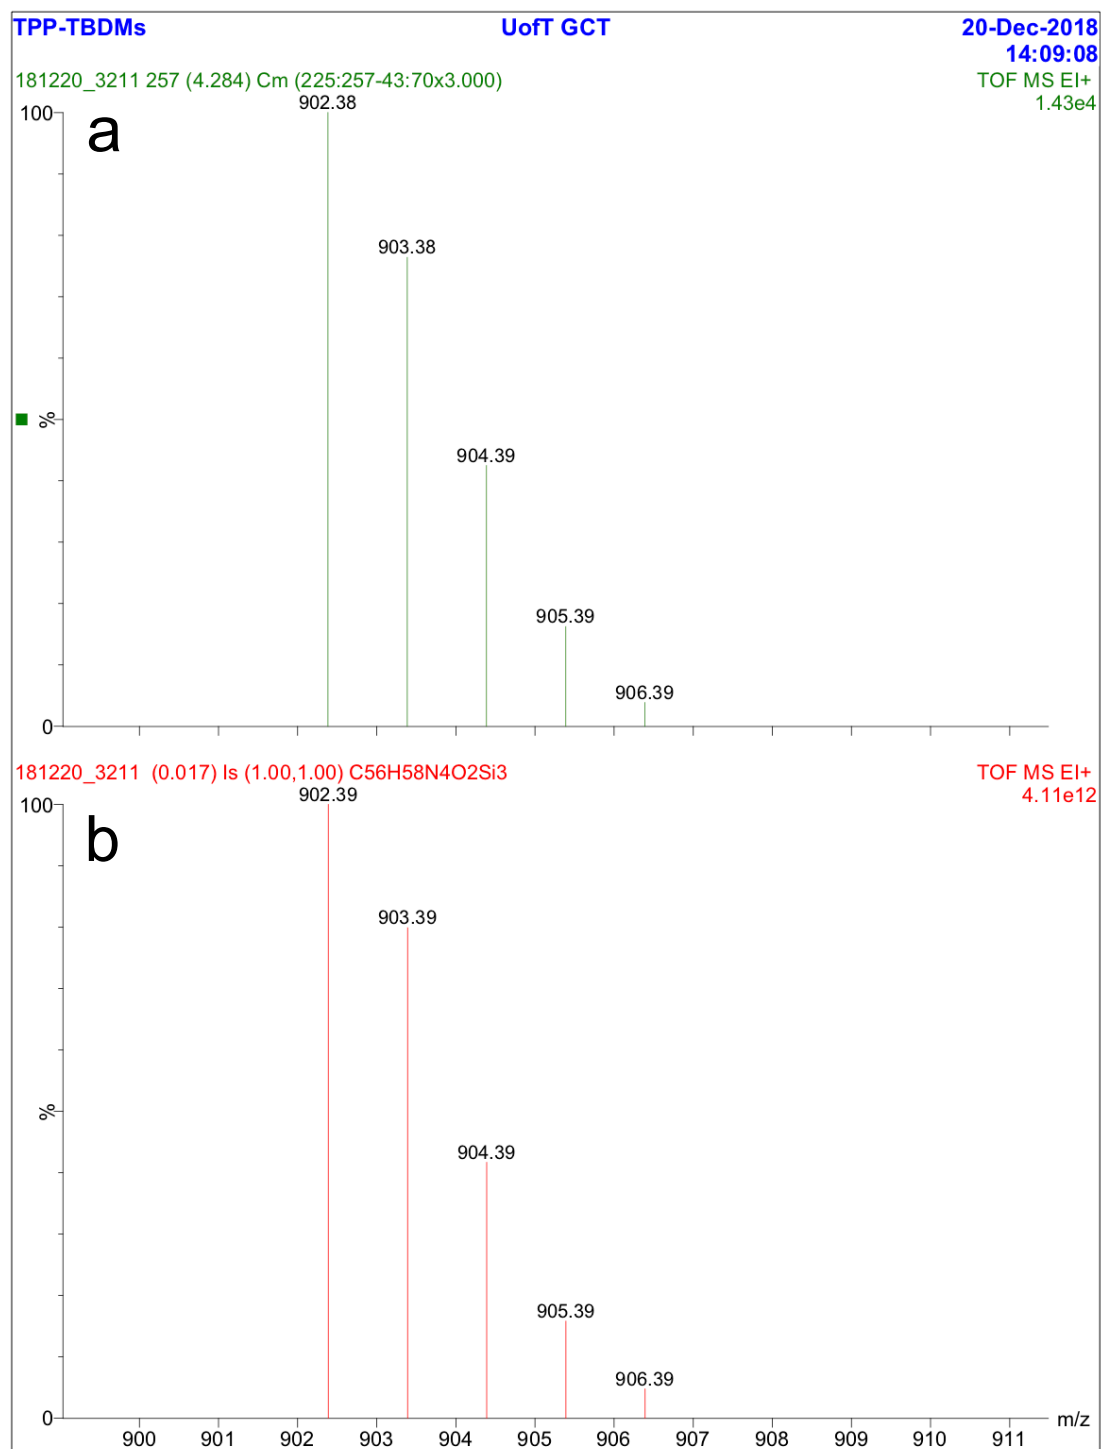 TPP-TBDMs UofT GCT 20-Dec-2018
14:09:08
181220_3211 257 (4.284) Cm (225:257-43:70x3.000) TOF MS EI+
1.43e4
902.38
100
a
903.38
%
904.39
905.39
906.39
0
181220_3211 (0.017) Is (1.00,1.00) C56H58N4O2Si3 TOF MS EI+
4.11e12
902.39
100
b
903.39
%
904.39
905.39
906.39
0
m/z
900 901 902 903 904 905 906 907 908 909 910 911